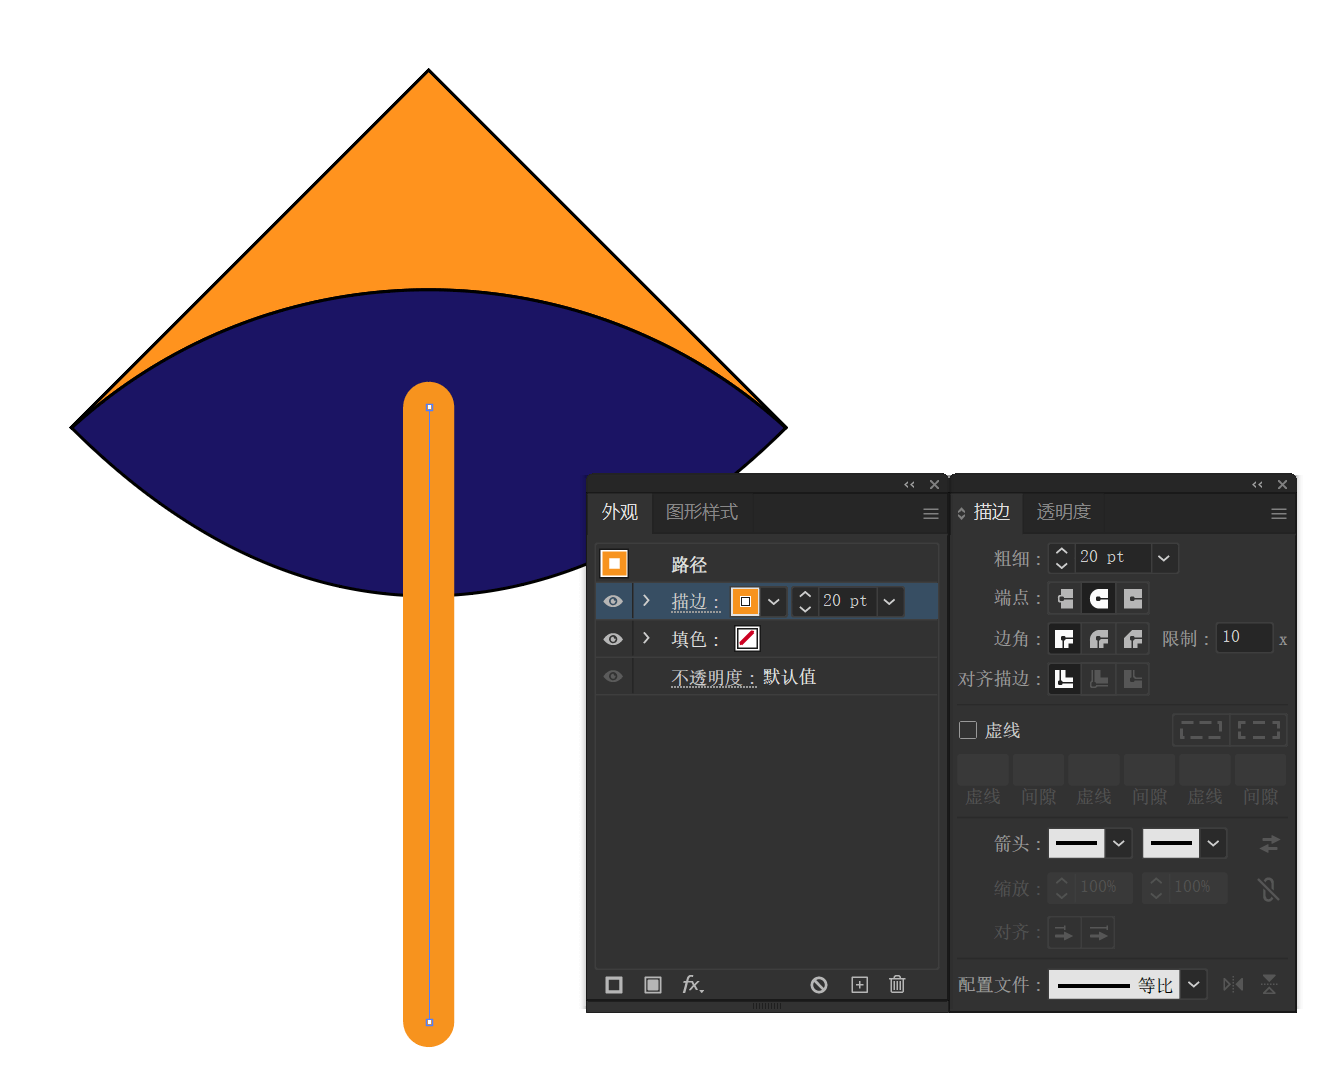 外观 图形样式
路径
描边： 20 pt
填色：
不透明度：默认值
fx
描边 透明度
粗细： 20 pt
端点：
边角： 限制： 10 x
对齐描边：
虚线
虚线 间隙 虚线 间隙 虚线 间隙
箭头：
缩放： 100% 100%
对齐：
配置文件： 等比